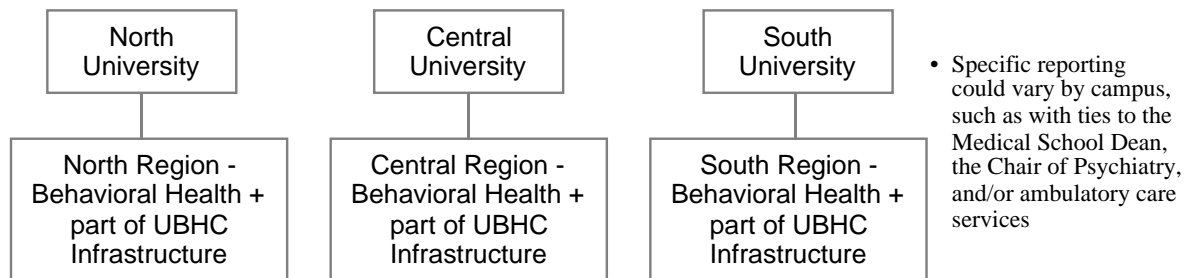 North
University
Central
University
South
University
North Region -
Behavioral Health +
part of UBHC
Infrastructure
Central Region -
Behavioral Health +
part of UBHC
Infrastructure
South Region -
Behavioral Health +
part of UBHC
Infrastructure
• Specific reporting
could vary by campus,
such as with ties to the
Medical School Dean,
the Chair of Psychiatry,
and/or ambulatory care
services